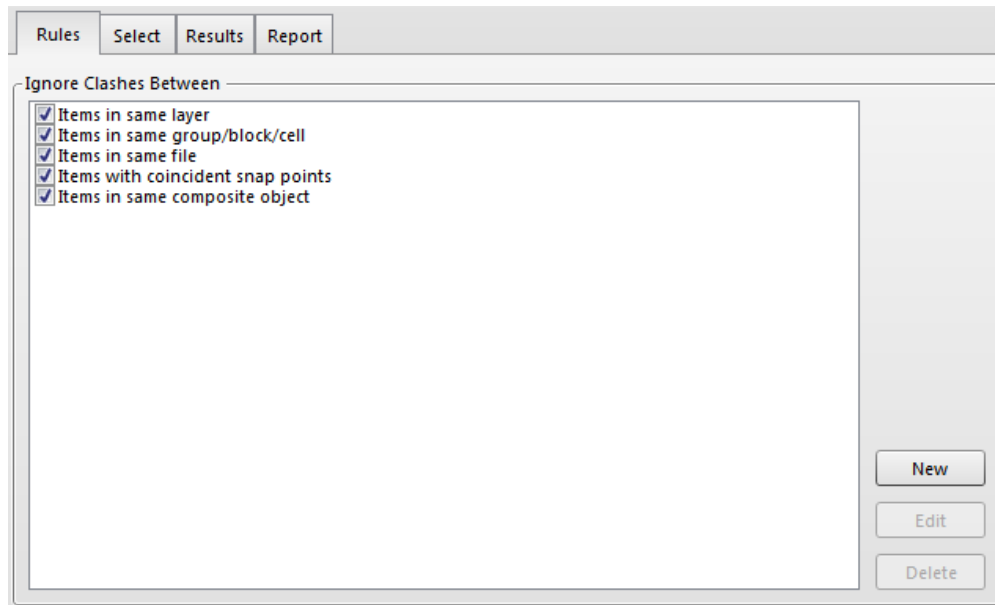 Rules Select Results Report
Ignore Clashes Between
Items in same layer
Items in same group/block/cell
Items in same file
Items with coincident snap points
Items in same composite object
New
Edit
Delete